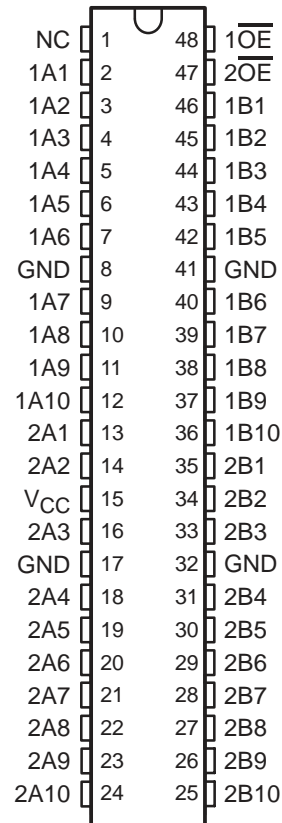 NC 1 48 1O̅E̅
1A1 2 47 2O̅E̅
1A2 3 46 1B1
1A3 4 45 1B2
1A4 5 44 1B3
1A5 6 43 1B4
1A6 7 42 1B5
GND 8 41 GND
1A7 9 40 1B6
1A8 10 39 1B7
1A9 11 38 1B8
1A10 12 37 1B9
2A1 13 36 1B10
2A2 14 35 2B1
VCC 15 34 2B2
2A3 16 33 2B3
GND 17 32 GND
2A4 18 31 2B4
2A5 19 30 2B5
2A6 20 29 2B6
2A7 21 28 2B7
2A8 22 27 2B8
2A9 23 26 2B9
2A10 24 25 2B10